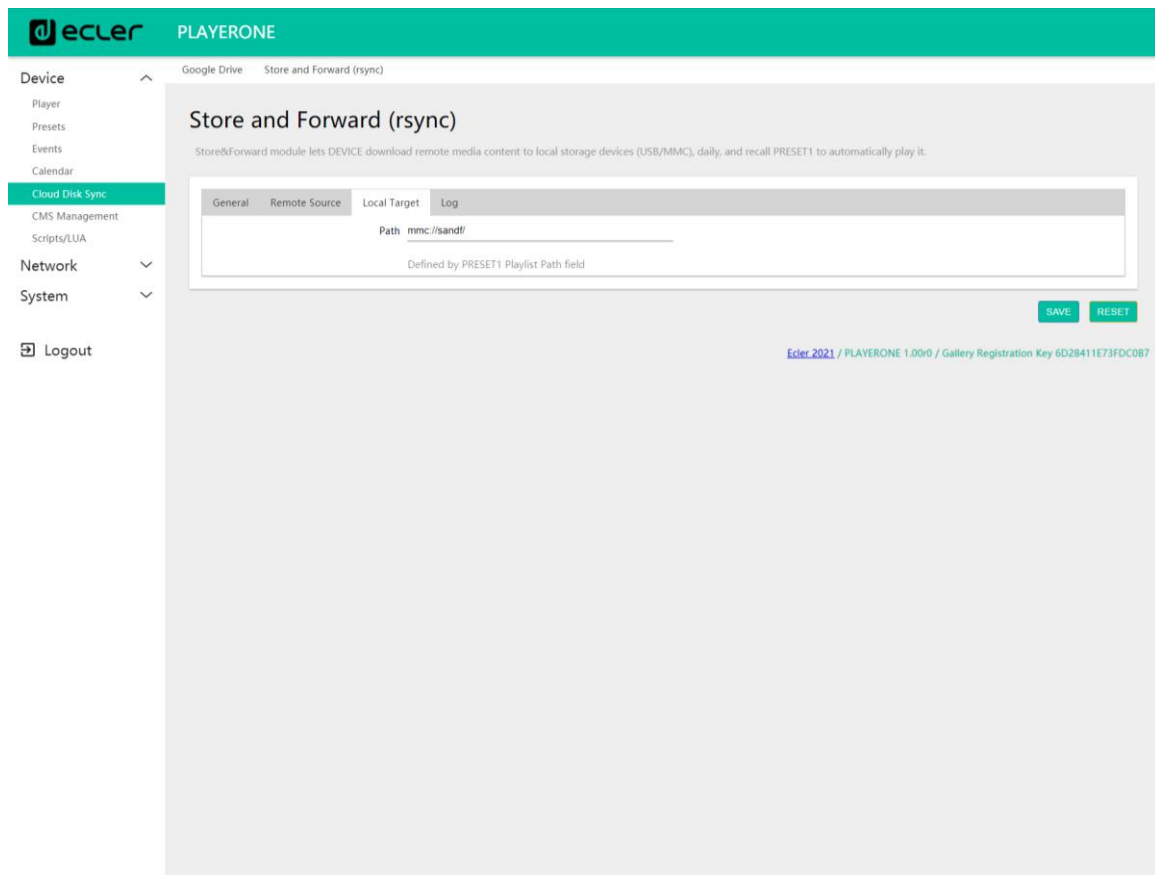 ecler PLAYERONE
Device
Player
Presets
Events
Calendar
Cloud Disk Sync
CMS Management
Scripts/LUA
Network
System
Logout
Google Drive Store and Forward (rsync)
Store and Forward (rsync)
Store&Forward module lets DEVICE download remote media content to local storage devices (USB/MMC), daily, and recall PRESET1 to automatically play it.
General Remote Source Local Target Log
Path mmc://sandf/
Defined by PRESET1 Playlist Path field
SAVE RESET
Ecler 2021 / PLAYERONE 1.00r0 / Gallery Registration Key 6D28411E73FDC0B7